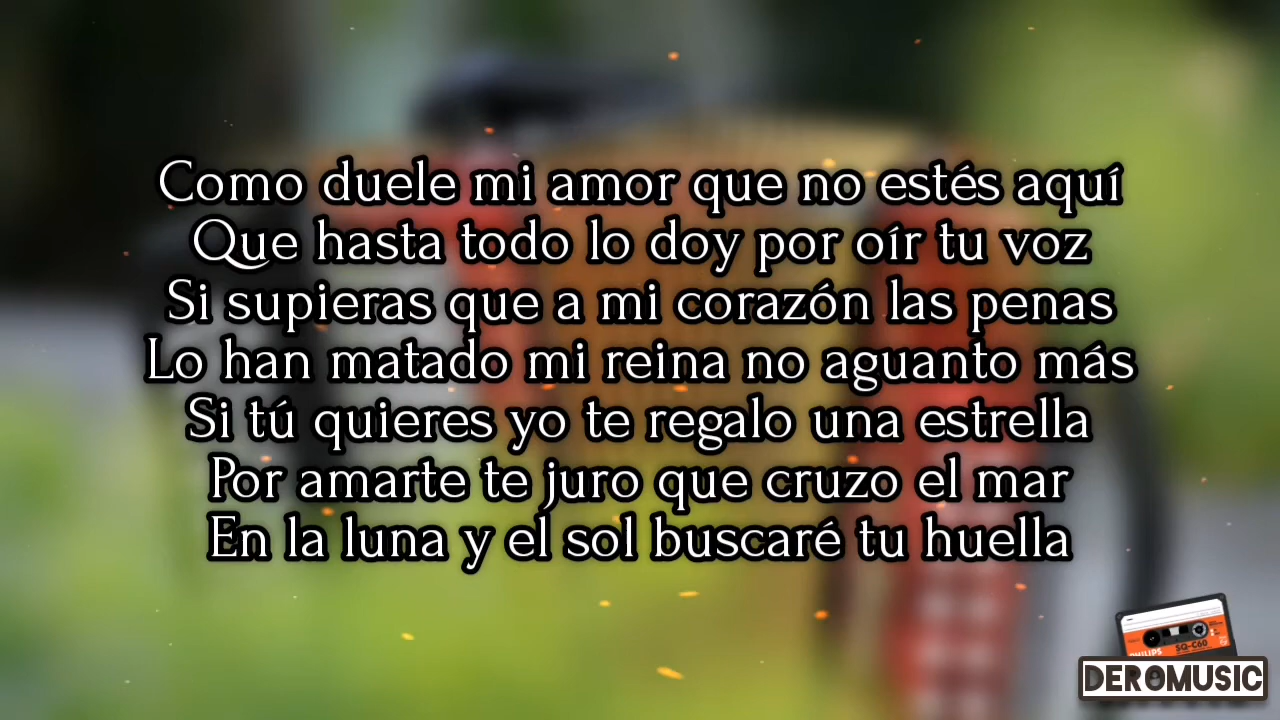 Como duele mi amor que no estés aquí
Que hasta todo lo doy por oír tu voz
Si supieras que a mi corazón las penas
Lo han matado mi reina no aguanto más
Si tú quieres yo te regalo una estrella
Por amarte te juro que cruzo el mar
En la luna y el sol buscaré tu huella
PHILIPS SQ-C60
DEROMUSIC